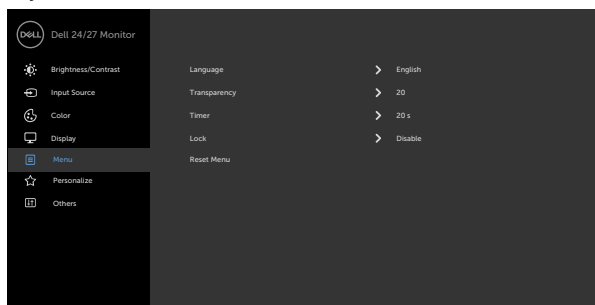 DELL Dell 24/27 Monitor
Brightness/Contrast Language English
Input Source Transparency 20
Color Timer 20 s
Display Lock Disable
Menu Reset Menu
Personalize
Others